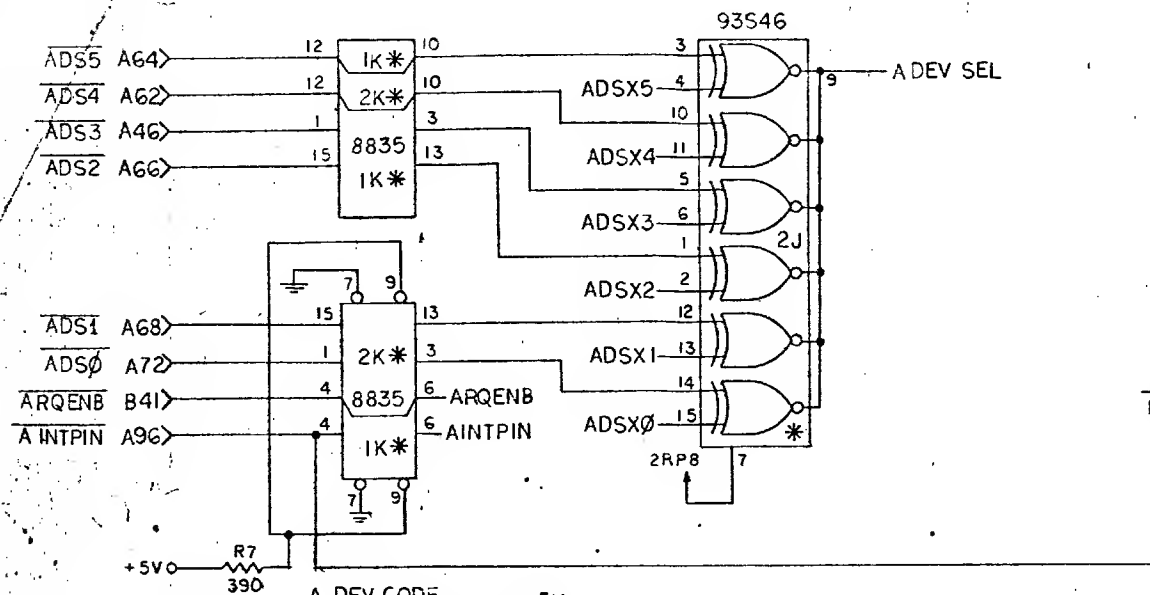 93S46
ADS5 A64 12 1K* 10 3 A DEV SEL
ADSX5 4 9
ADS4 A62 12 2K* 10 10
ADSX4 11
ADS3 A46 1 3 5
8835
ADSX3 6
ADS2 A66 15 13 1
1K*
2J
ADSX2 2
7 9
ADS1 A68 15 13 12
2K*
ADSX1 13
ADSØ A72 1 3 14
ARQENB B41 4 8835 6 ARQENB
ADSXØ 15 *
A INTPIN A96 4 6 AINTPIN
1K*
2RP8 7
7 9
+5V R7
390
A DEV CODE